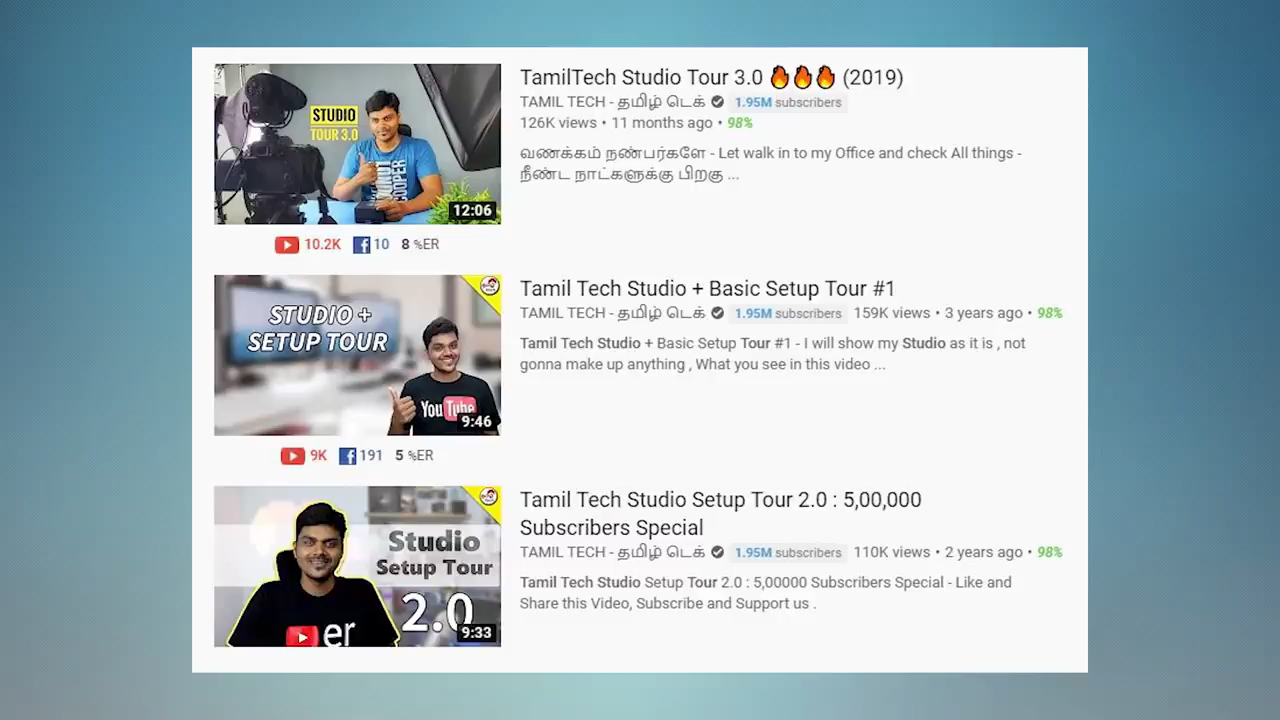 STUDIO
TOUR 3.0
COOPER
12:06
TamilTech Studio Tour 3.0 🔥🔥🔥 (2019)
TAMIL TECH - தமிழ் டெக் 1.95M subscribers
126K views • 11 months ago • 98%
வணக்கம் நண்பர்களே - Let walk in to my Office and check All things -
நீண்ட நாட்களுக்கு பிறகு ...
10.2K 10 8 %ER
STUDIO +
SETUP TOUR
YouTube
9:46
Tamil Tech Studio + Basic Setup Tour #1
TAMIL TECH - தமிழ் டெக் 1.95M subscribers 159K views • 3 years ago • 98%
Tamil Tech Studio + Basic Setup Tour #1 - I will show my Studio as it is , not
gonna make up anything , What you see in this video ...
9K 191 5 %ER
Studio
Setup Tour
2.0
er
9:33
Tamil Tech Studio Setup Tour 2.0 : 5,00,000
Subscribers Special
TAMIL TECH - தமிழ் டெக் 1.95M subscribers 110K views • 2 years ago • 98%
Tamil Tech Studio Setup Tour 2.0 : 5,00000 Subscribers Special - Like and
Share this Video, Subscribe and Support us .